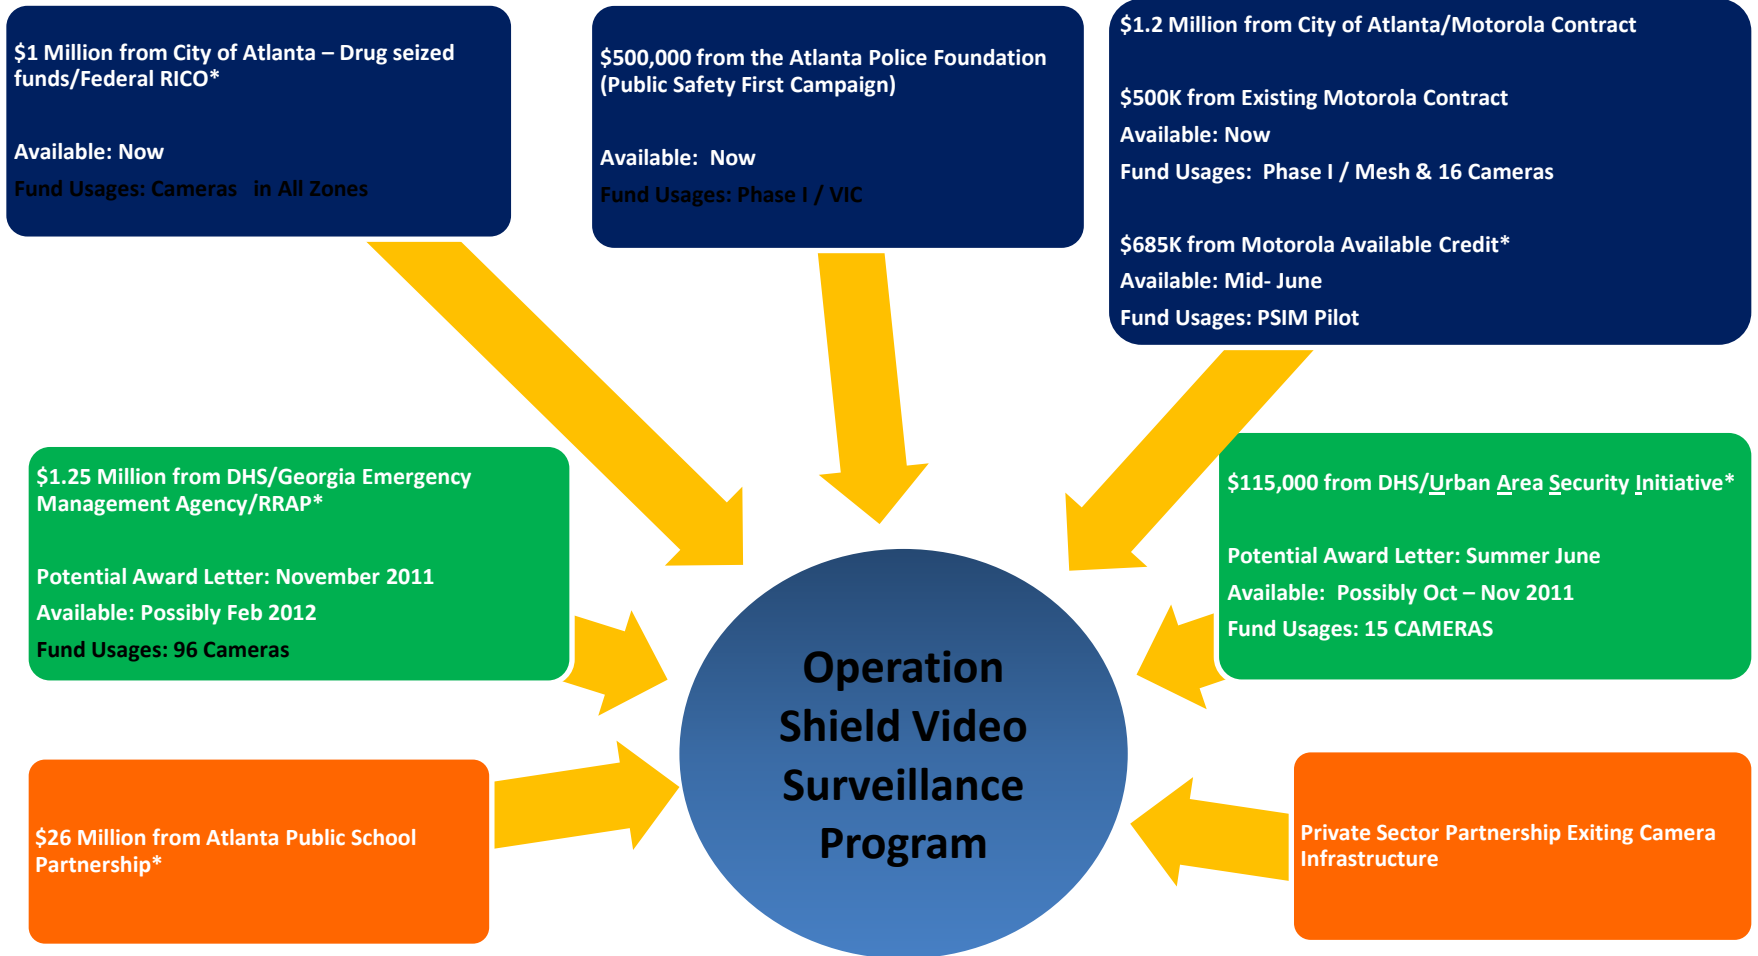 $1 Million from City of Atlanta – Drug seized
funds/Federal RICO*
Available: Now
Fund Usages: Cameras in All Zones
$500,000 from the Atlanta Police Foundation
(Public Safety First Campaign)
Available: Now
Fund Usages: Phase I / VIC
$1.2 Million from City of Atlanta/Motorola Contract
$500K from Existing Motorola Contract
Available: Now
Fund Usages: Phase I / Mesh & 16 Cameras
$685K from Motorola Available Credit*
Available: Mid- June
Fund Usages: PSIM Pilot
$1.25 Million from DHS/Georgia Emergency
Management Agency/RRAP*
Potential Award Letter: November 2011
Available: Possibly Feb 2012
Fund Usages: 96 Cameras
$115,000 from DHS/Urban Area Security Initiative*
Potential Award Letter: Summer June
Available: Possibly Oct – Nov 2011
Fund Usages: 15 CAMERAS
Operation
Shield Video
Surveillance
Program
$26 Million from Atlanta Public School
Partnership*
Private Sector Partnership Exiting Camera
Infrastructure